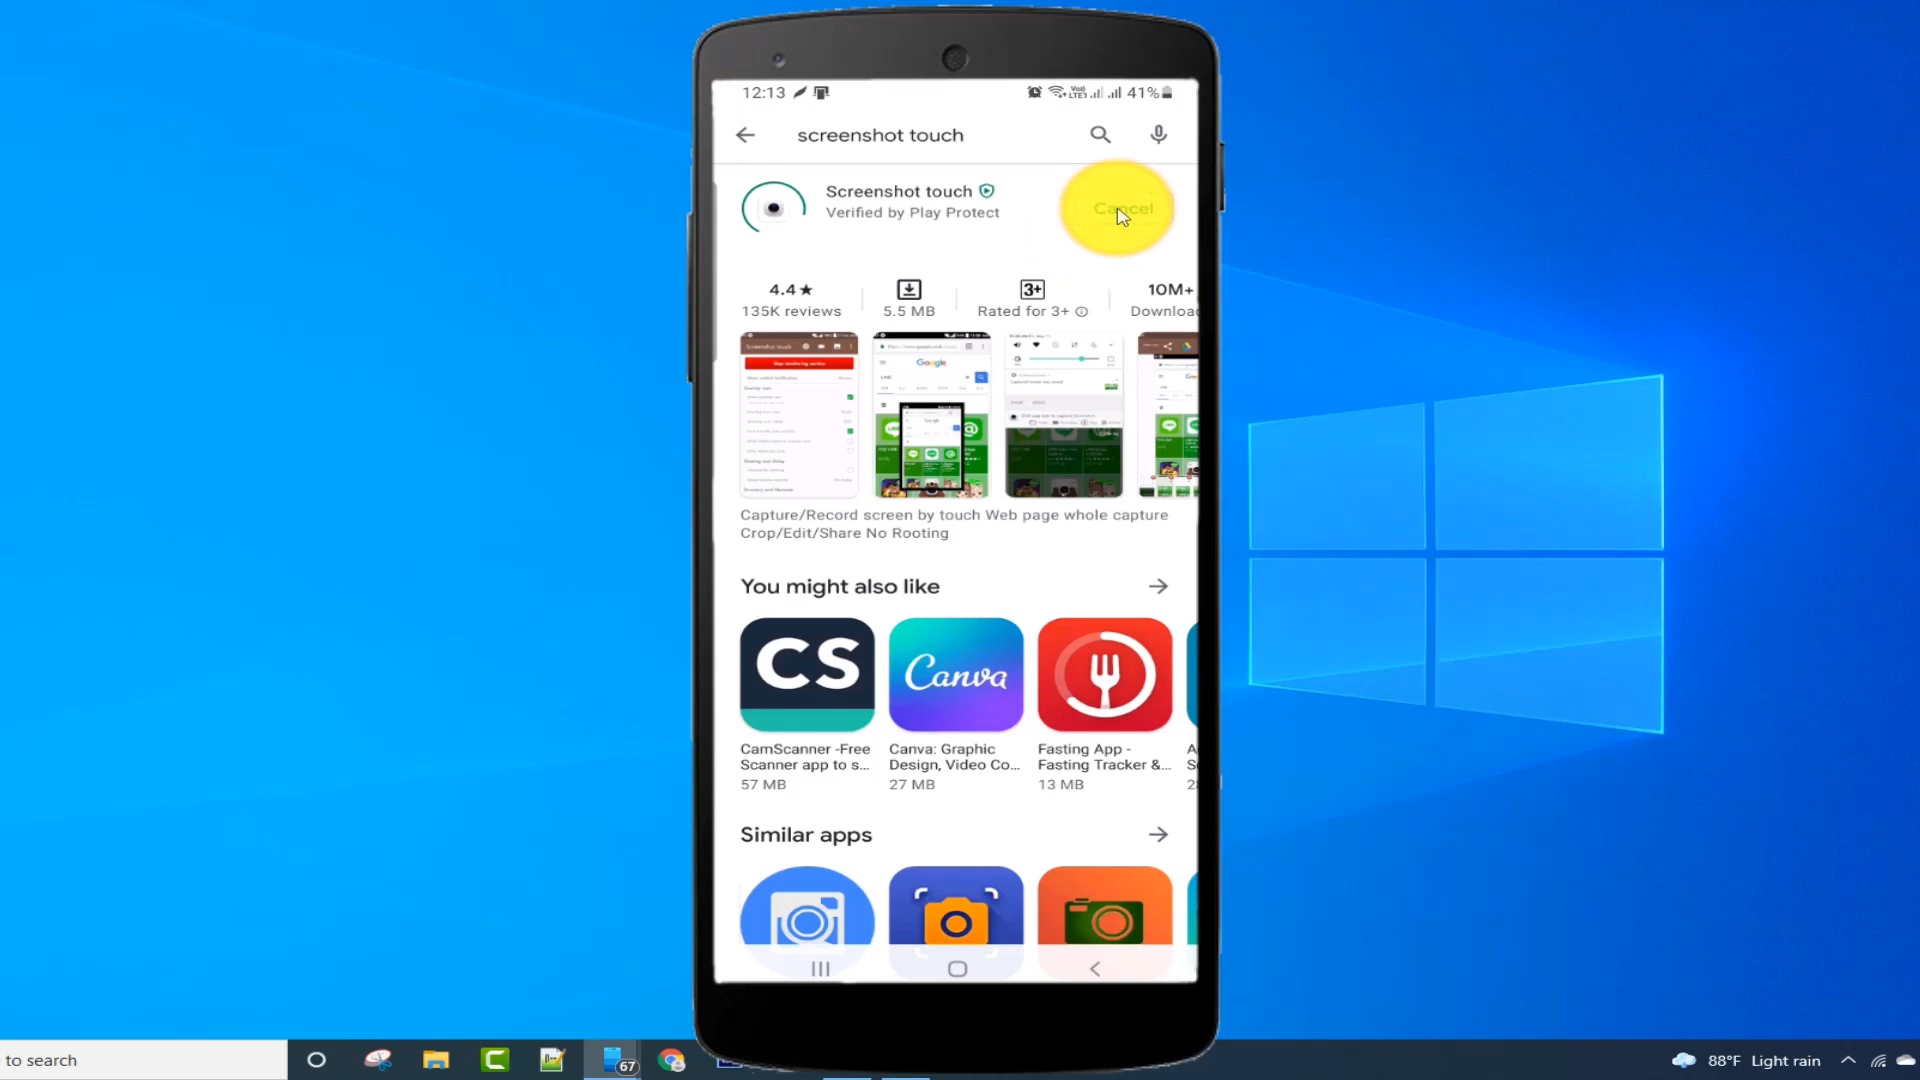 12:13 41%
screenshot touch
Screenshot touch
Verified by Play Protect
Cancel
4.4★ 3+ 10M+
135K reviews 5.5 MB Rated for 3+ Download
Google
Capture/Record screen by touch Web page whole capture
Crop/Edit/Share No Rooting
You might also like
CS Canva
CamScanner -Free Canva: Graphic Fasting App -
Scanner app to s... Design, Video Co... Fasting Tracker &...
57 MB 27 MB 13 MB
Similar apps
to search 67 88°F Light rain